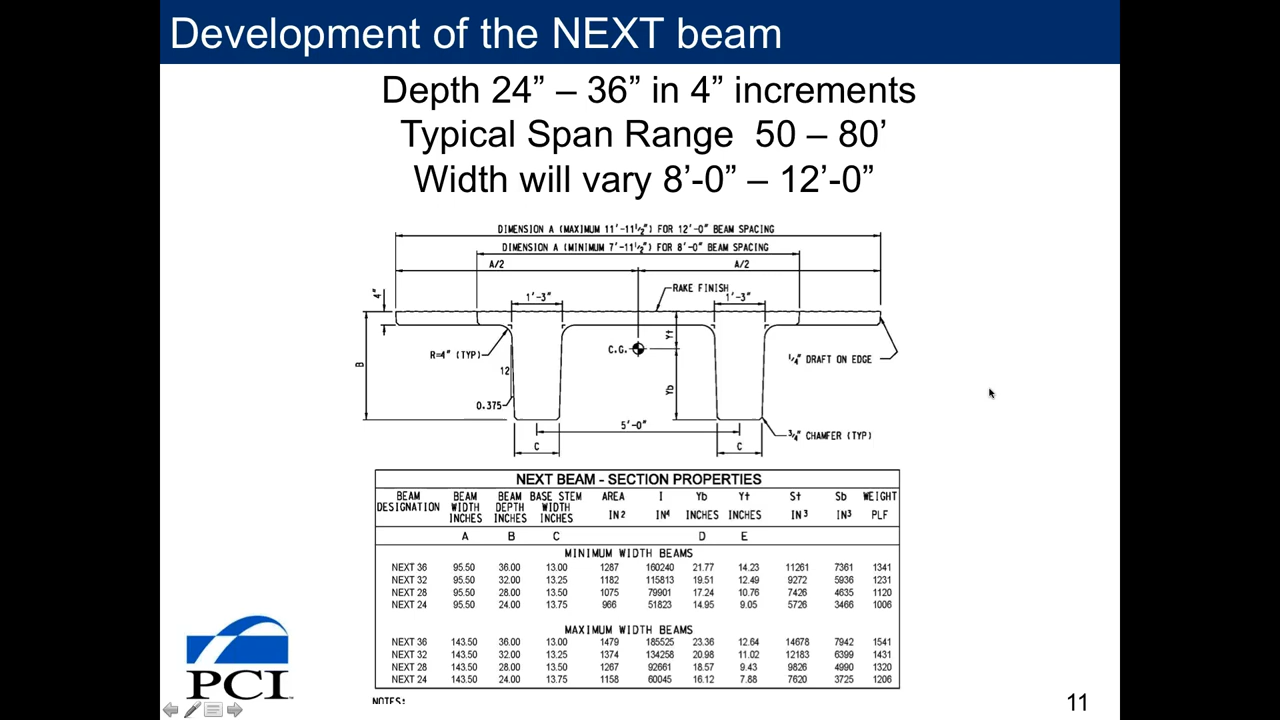 Development of the NEXT beam
Depth 24” – 36” in 4” increments
Typical Span Range 50 – 80’
Width will vary 8’-0” – 12’-0”
DIMENSION A (MAXIMUM 11'-11½") FOR 12'-0" BEAM SPACING
DIMENSION A (MINIMUM 7'-11½") FOR 8'-0" BEAM SPACING
A/2 A/2
RAKE FINISH
4" 1'-3" 1'-3"
Yt
R=4" (TYP) C.G. ¼" DRAFT ON EDGE
B 12
Yb
0.375
5'-0" ¾" CHAMFER (TYP)
C C
NEXT BEAM - SECTION PROPERTIES
BEAM DESIGNATION BEAM WIDTH INCHES BEAM DEPTH INCHES BASE STEM WIDTH INCHES AREA IN2 I IN4 Yb INCHES Yt INCHES St IN3 Sb IN3 WEIGHT PLF
A B C D E
MINIMUM WIDTH BEAMS
NEXT 36 95.50 36.00 13.00 1287 160240 21.77 14.23 11261 7361 1341
NEXT 32 95.50 32.00 13.25 1182 115813 19.51 12.49 9272 5936 1231
NEXT 28 95.50 28.00 13.50 1075 79901 17.24 10.76 7426 4635 1120
NEXT 24 95.50 24.00 13.75 966 51823 14.95 9.05 5726 3466 1006
MAXIMUM WIDTH BEAMS
NEXT 36 143.50 36.00 13.00 1479 185525 23.36 12.64 14678 7942 1541
NEXT 32 143.50 32.00 13.25 1374 134258 20.98 11.02 12183 6399 1431
NEXT 28 143.50 28.00 13.50 1267 92661 18.57 9.43 9826 4990 1320
NEXT 24 143.50 24.00 13.75 1158 60045 16.12 7.88 7620 3725 1206
NOTES:
PCI
11